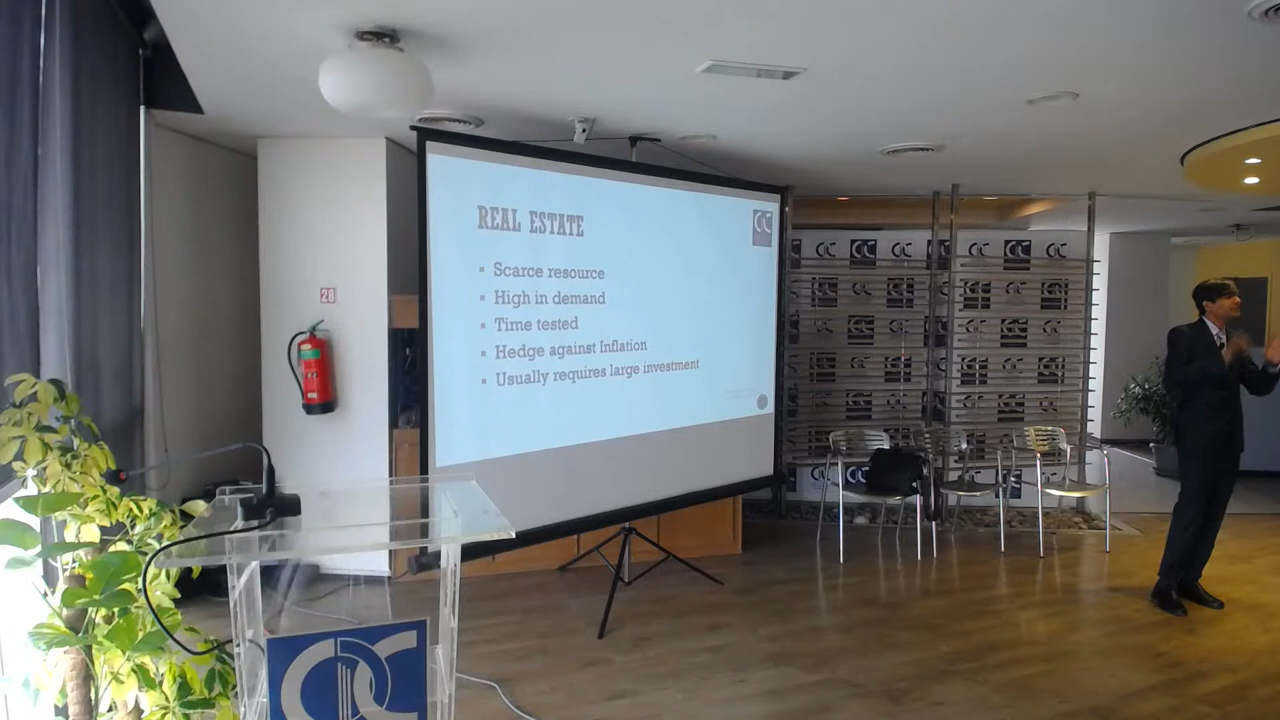 REAL ESTATE
▪ Scarce resource
▪ High in demand
▪ Time tested
▪ Hedge against Inflation
▪ Usually requires large investment
28